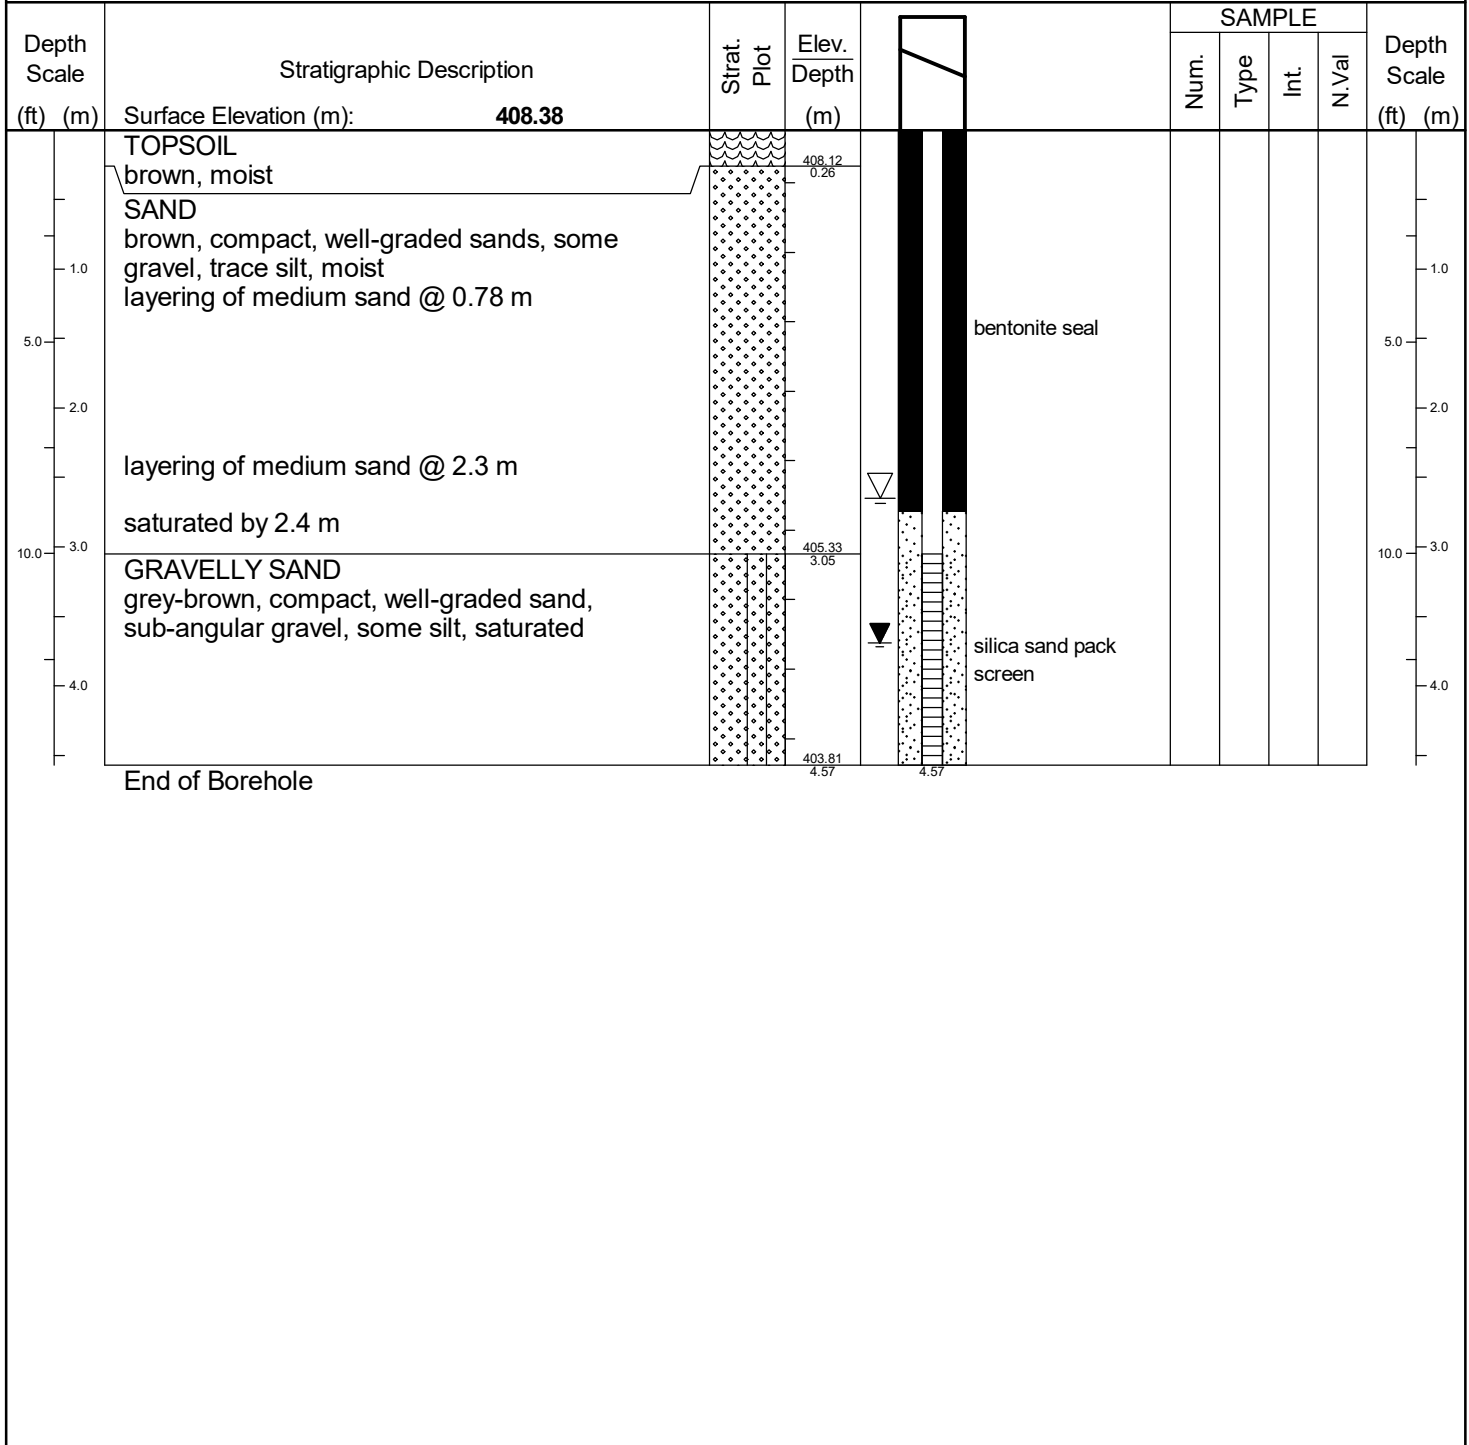 SAMPLE
Depth
Scale
(ft) (m)
Stratigraphic Description
Surface Elevation (m): 408.38
Strat.
Plot
Elev.
Depth
(m)
Num.
Type
Int.
N.Val
Depth
Scale
(ft) (m)
TOPSOIL
brown, moist
408.12
0.26
SAND
brown, compact, well-graded sands, some
gravel, trace silt, moist
1.0
1.0
layering of medium sand @ 0.78 m
bentonite seal
5.0
5.0
2.0
2.0
layering of medium sand @ 2.3 m
saturated by 2.4 m
10.0
3.0
405.33
3.05
10.0
3.0
GRAVELLY SAND
grey-brown, compact, well-graded sand,
sub-angular gravel, some silt, saturated
silica sand pack
screen
4.0
4.0
403.81
4.57
4.57
End of Borehole